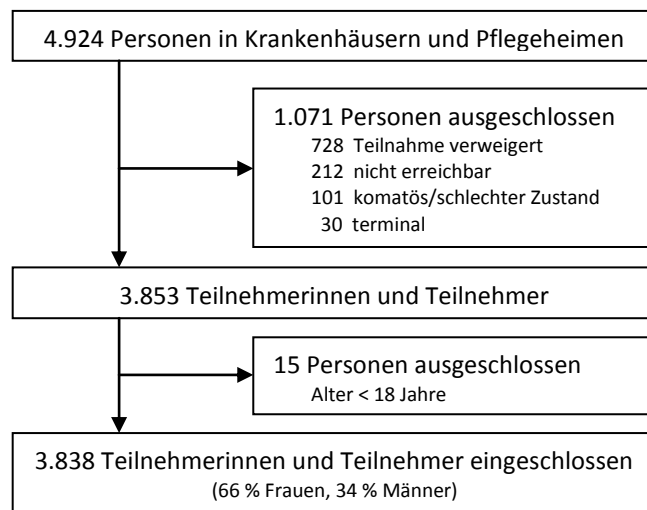 4.924 Personen in Krankenhäusern und Pflegeheimen
1.071 Personen ausgeschlossen
728 Teilnahme verweigert
212 nicht erreichbar
101 komatös/schlechter Zustand
30 terminal
3.853 Teilnehmerinnen und Teilnehmer
15 Personen ausgeschlossen
Alter < 18 Jahre
3.838 Teilnehmerinnen und Teilnehmer eingeschlossen
(66 % Frauen, 34 % Männer)